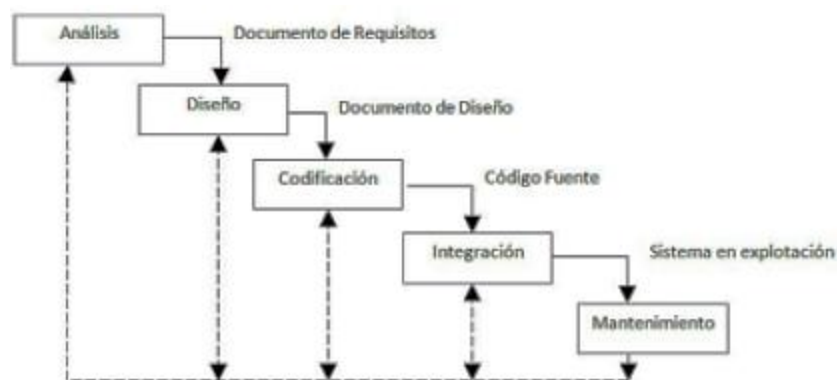 Análisis
Documento de Requisitos
Diseño
Documento de Diseño
Codificación
Código Fuente
Integración
Sistema en explotación
Mantenimiento